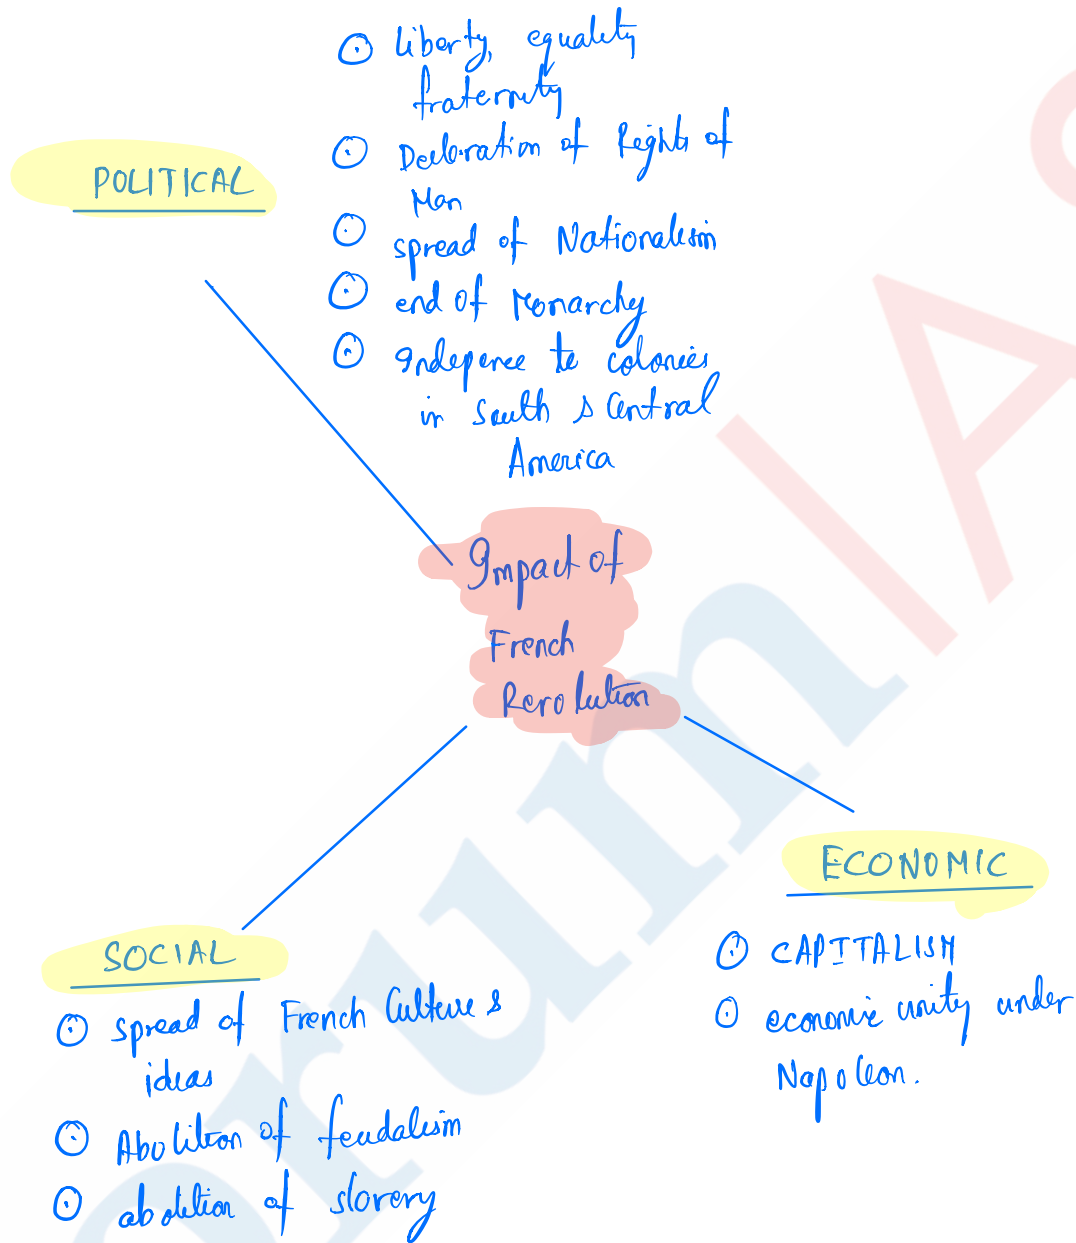 liberty, equality
fraternity
Declaration of Rights of
Man
POLITICAL
spread of Nationalism
end of Monarchy
Indepence to colonies
in South & Central
America
Impact of
French
Revolution
ECONOMIC
CAPITALISM
economic unity under
Napoleon.
SOCIAL
spread of French Culture &
ideas
Abolition of feudalism
abolition of slavery
orumIAS